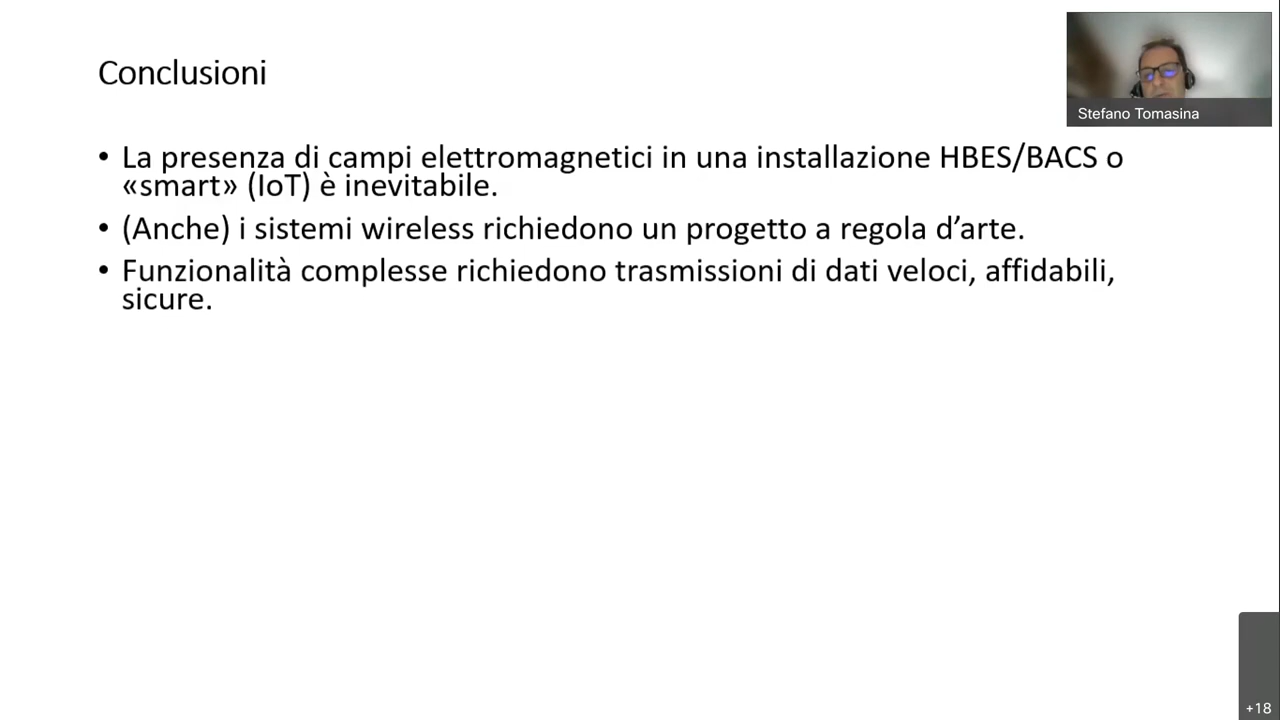 Conclusioni
Stefano Tomasina
• La presenza di campi elettromagnetici in una installazione HBES/BACS o
«smart» (IoT) è inevitabile.
• (Anche) i sistemi wireless richiedono un progetto a regola d’arte.
• Funzionalità complesse richiedono trasmissioni di dati veloci, affidabili,
sicure.
+18